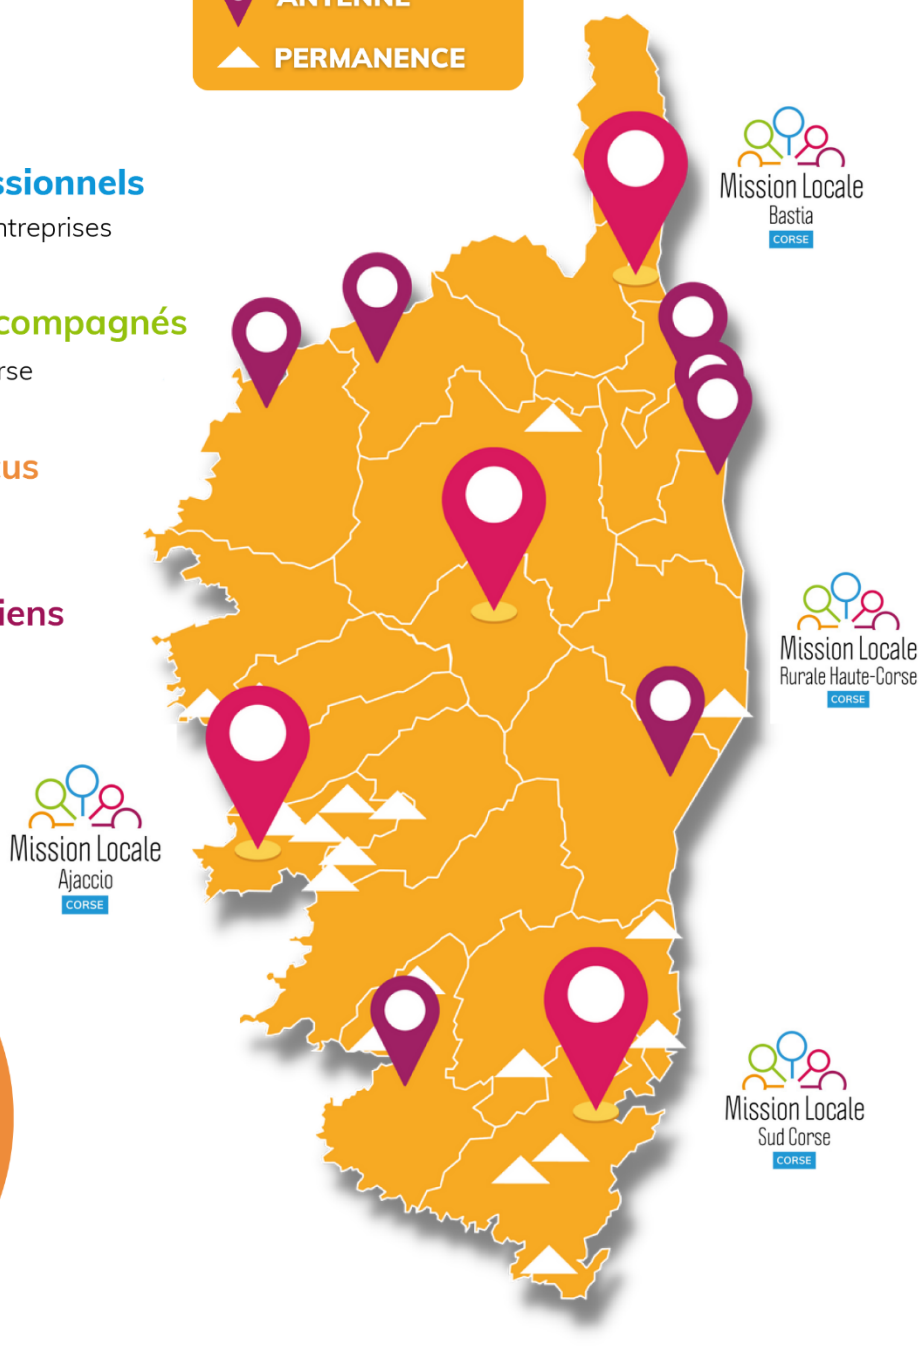 ANTENNE
PERMANENCE
ssionnels
ntreprises
compagnés
rse
cus
iens
Mission Locale
Bastia
CORSE
Mission Locale
Rurale Haute-Corse
CORSE
Mission Locale
Ajaccio
CORSE
Mission Locale
Sud Corse
CORSE